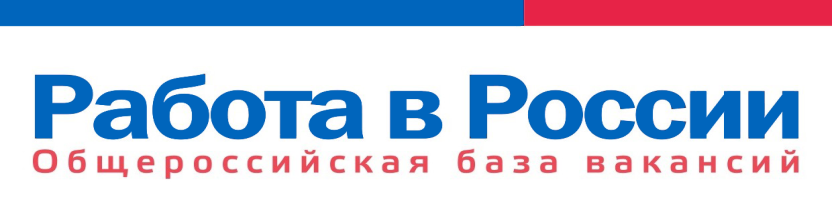 Работа в России
Общероссийская база вакансий